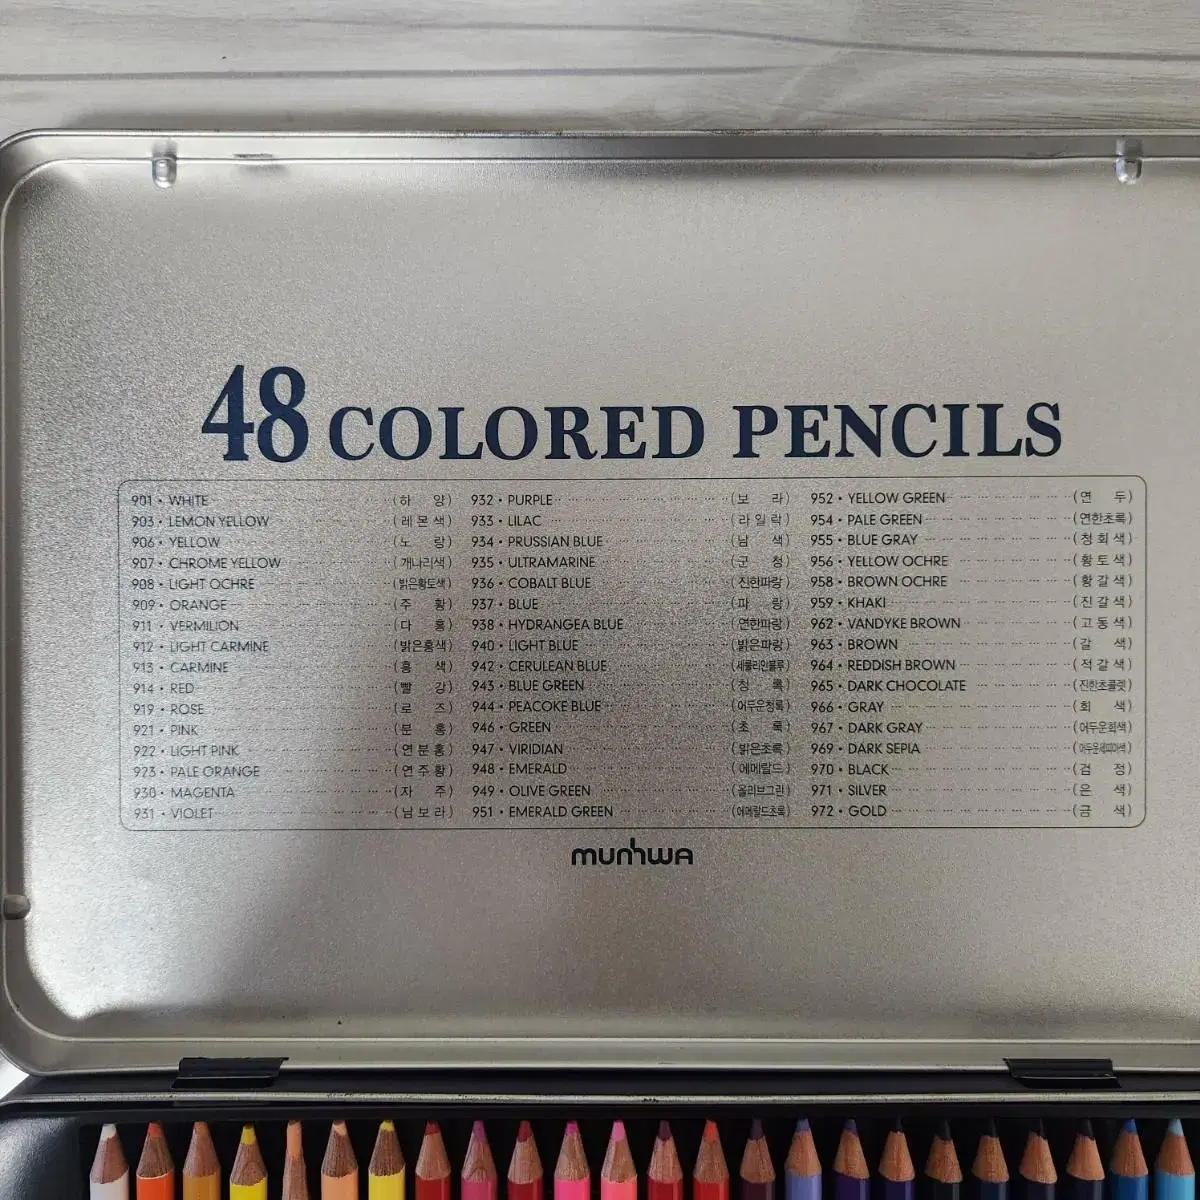 48 COLORED PENCILS
901 • WHITE (하 양)
903 • LEMON YELLOW (레몬색)
906 • YELLOW (노 랑)
907 • CHROME YELLOW (개나리색)
908 • LIGHT OCHRE (밝은황토색)
909 • ORANGE (주 황)
911 • VERMILION (다 홍)
912 • LIGHT CARMINE (밝은홍색)
913 • CARMINE (홍 색)
914 • RED (빨 강)
919 • ROSE (로 즈)
921 • PINK (분 홍)
922 • LIGHT PINK (연분홍)
923 • PALE ORANGE (연주황)
930 • MAGENTA (자 주)
931 • VIOLET (남보라)
932 • PURPLE (보 라)
933 • LILAC (라일락)
934 • PRUSSIAN BLUE (남 색)
935 • ULTRAMARINE (군 청)
936 • COBALT BLUE (진한파랑)
937 • BLUE (파 랑)
938 • HYDRANGEA BLUE (연한파랑)
940 • LIGHT BLUE (밝은파랑)
942 • CERULEAN BLUE (세룰리안블루)
943 • BLUE GREEN (청 록)
944 • PEACOKE BLUE (어두운청록)
946 • GREEN (초 록)
947 • VIRIDIAN (밝은초록)
948 • EMERALD (에메랄드)
949 • OLIVE GREEN (올리브그린)
951 • EMERALD GREEN (에메랄드초록)
952 • YELLOW GREEN (연 두)
954 • PALE GREEN (연한초록)
955 • BLUE GRAY (청회색)
956 • YELLOW OCHRE (황토색)
958 • BROWN OCHRE (황갈색)
959 • KHAKI (진갈색)
962 • VANDYKE BROWN (고동색)
963 • BROWN (갈 색)
964 • REDDISH BROWN (적갈색)
965 • DARK CHOCOLATE (진한초콜렛)
966 • GRAY (회 색)
967 • DARK GRAY (어두운회색)
969 • DARK SEPIA (어두운세피아색)
970 • BLACK (검 정)
971 • SILVER (은 색)
972 • GOLD (금 색)
munhwa